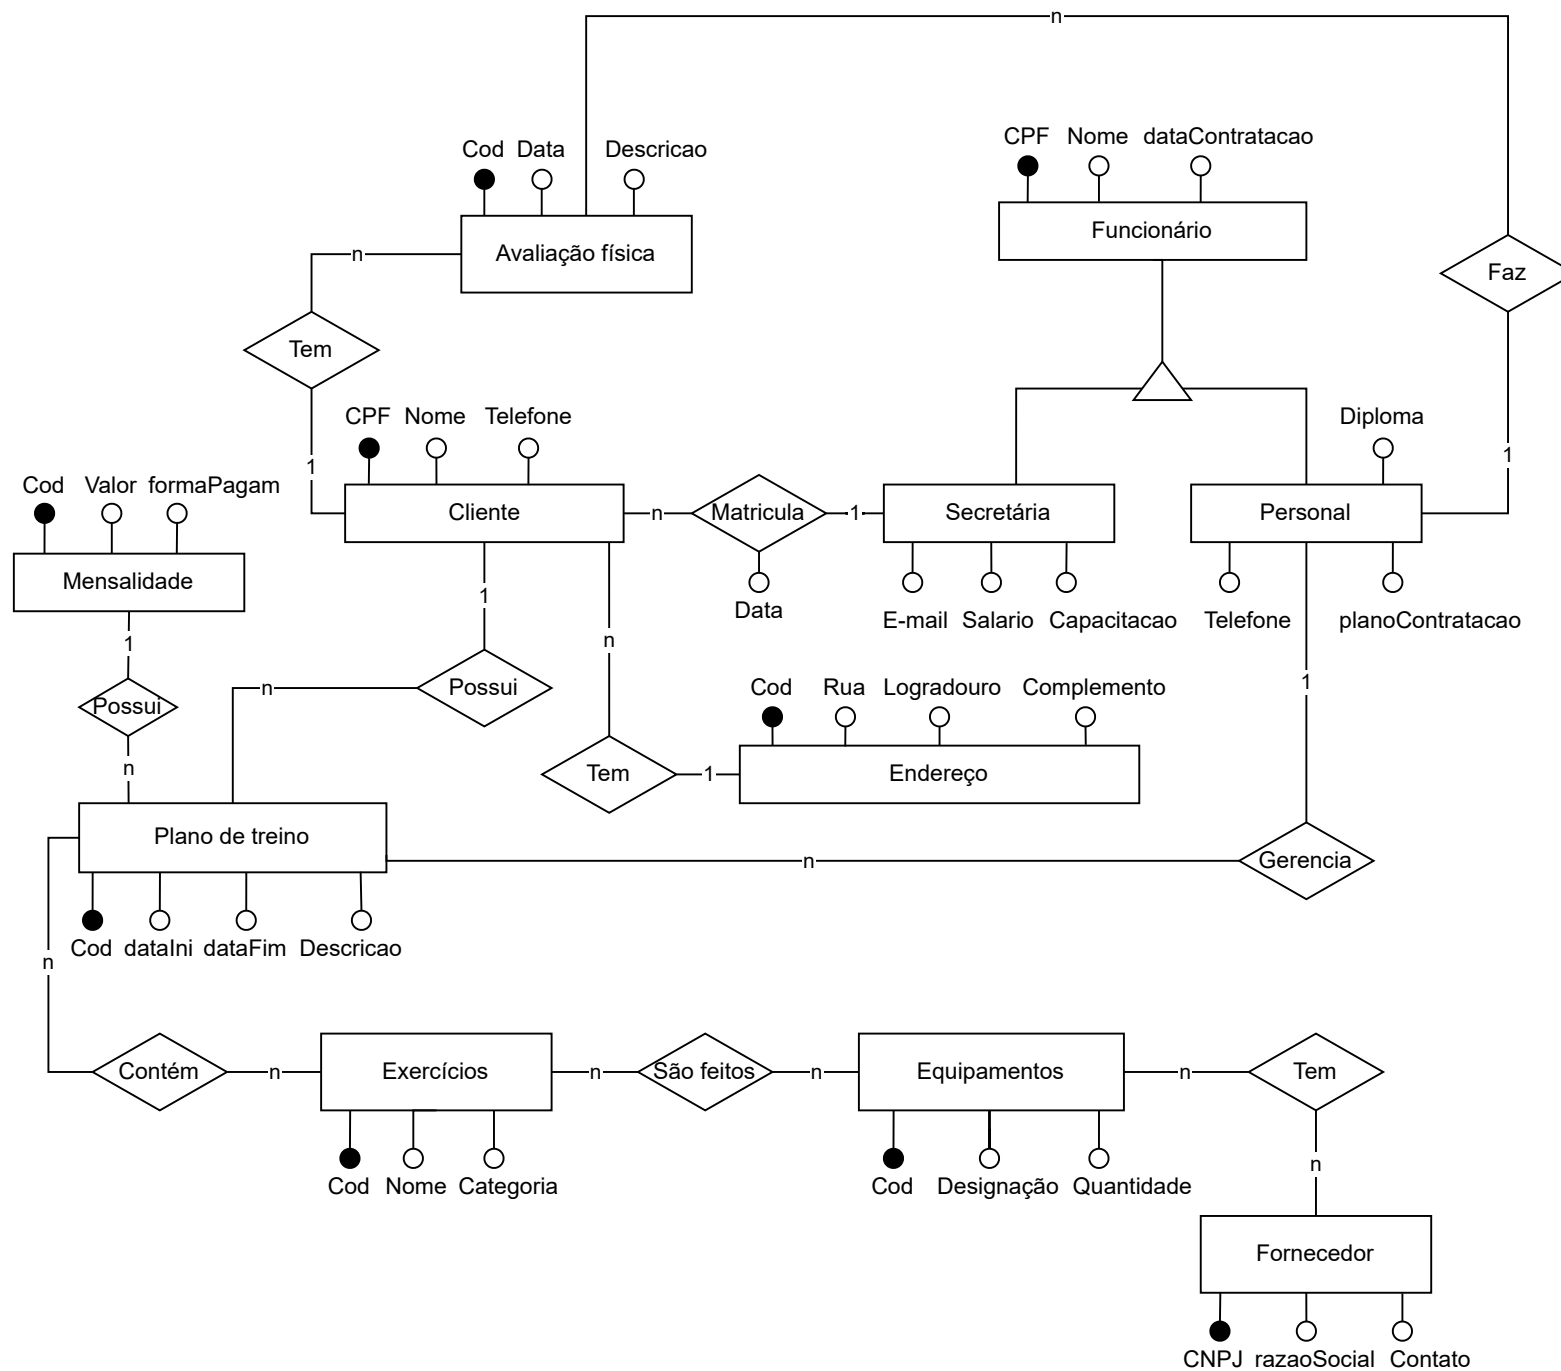 n
Cod Data Descricao
CPF Nome dataContratacao
Avaliação física
Funcionário
n
Faz
Tem
CPF Nome Telefone
Diploma
1
1
Cod Valor formaPagam
Cliente
n
Matricula
1
Secretária
Personal
Mensalidade
1
Data
E-mail Salario Capacitacao
Telefone planoContratacao
1
n
Possui
n
Possui
1
Cod Rua Logradouro Complemento
n
Tem
1
Endereço
Plano de treino
n
Gerencia
Cod dataIni dataFim Descricao
n
Contém
n
Exercícios
n
São feitos
n
Equipamentos
n
Tem
n
Cod Nome Categoria
Cod Designação Quantidade
Fornecedor
CNPJ razaoSocial Contato